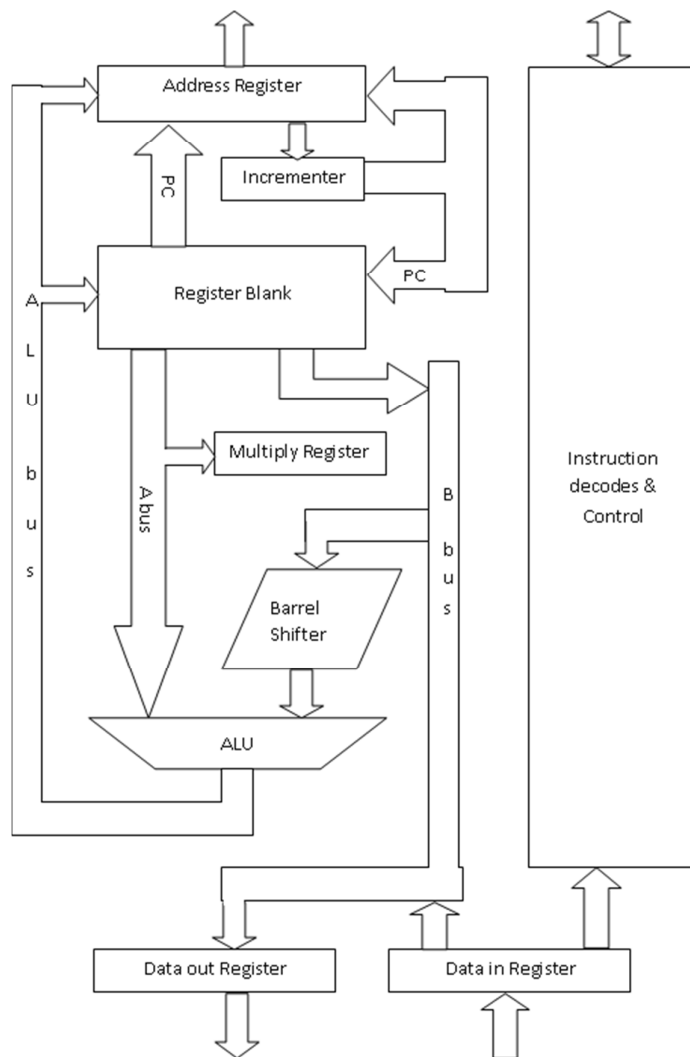 Address Register
Incrementer
PC
PC
Register Blank
A L U b u s
Multiply Register
A bus
B bus
Instruction
decodes &
Control
Barrel
Shifter
ALU
Data out Register
Data in Register